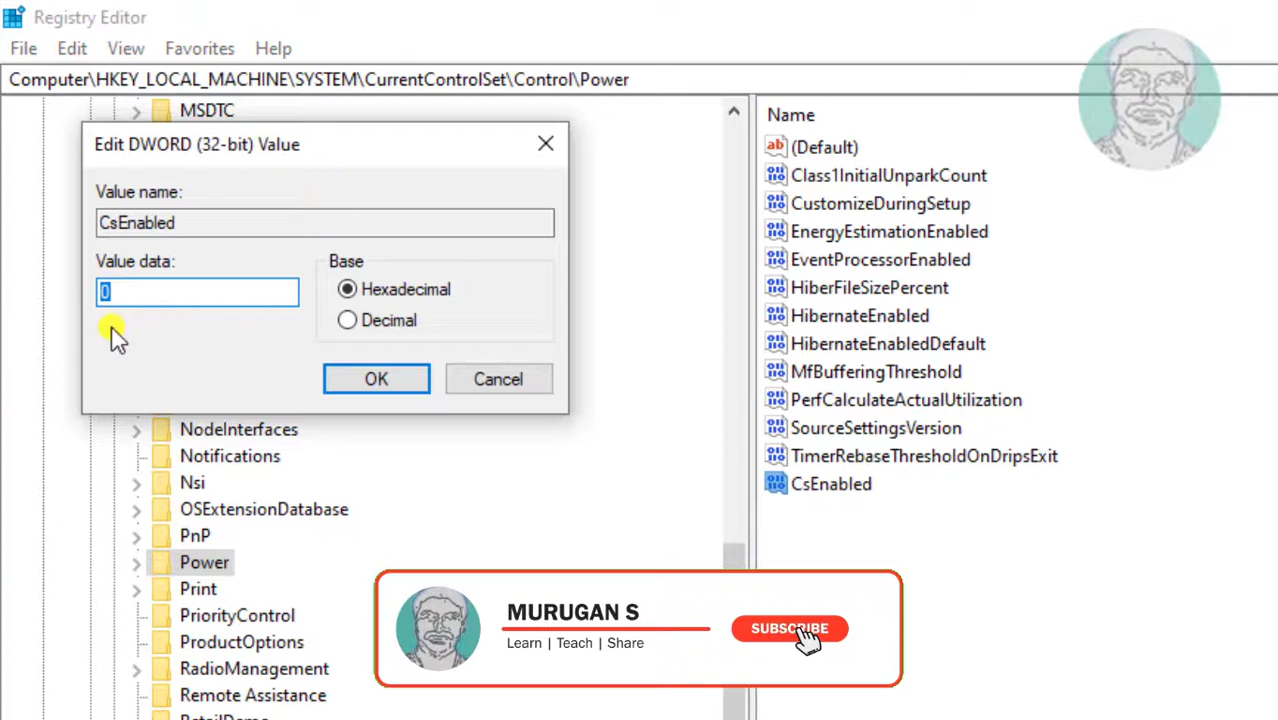 Registry Editor
File Edit View Favorites Help
Computer\HKEY_LOCAL_MACHINE\SYSTEM\CurrentControlSet\Control\Power
MSDTC
Edit DWORD (32-bit) Value
Value name:
CsEnabled
Value data:
0
Base
Hexadecimal
Decimal
OK
Cancel
NodeInterfaces
Notifications
Nsi
OSExtensionDatabase
PnP
Power
Print
PriorityControl
ProductOptions
RadioManagement
Remote Assistance
Name
(Default)
Class1InitialUnparkCount
CustomizeDuringSetup
EnergyEstimationEnabled
EventProcessorEnabled
HiberFileSizePercent
HibernateEnabled
HibernateEnabledDefault
MfBufferingThreshold
PerfCalculateActualUtilization
SourceSettingsVersion
TimerRebaseThresholdOnDripsExit
CsEnabled
MURUGAN S
Learn | Teach | Share
SUBSCRIBE